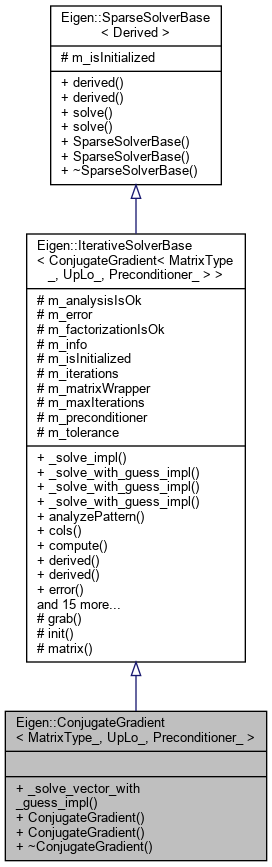 Eigen::SparseSolverBase
< Derived >
# m_isInitialized
+ derived()
+ derived()
+ solve()
+ solve()
+ SparseSolverBase()
+ SparseSolverBase()
+ ~SparseSolverBase()
Eigen::IterativeSolverBase
< ConjugateGradient< MatrixType
_, UpLo_, Preconditioner_ > >
# m_analysisIsOk
# m_error
# m_factorizationIsOk
# m_info
# m_isInitialized
# m_iterations
# m_matrixWrapper
# m_maxIterations
# m_preconditioner
# m_tolerance
+ _solve_impl()
+ _solve_with_guess_impl()
+ _solve_with_guess_impl()
+ _solve_with_guess_impl()
+ analyzePattern()
+ cols()
+ compute()
+ derived()
+ derived()
+ error()
and 15 more...
# grab()
# init()
# matrix()
Eigen::ConjugateGradient
< MatrixType_, UpLo_, Preconditioner_ >
+ _solve_vector_with
_guess_impl()
+ ConjugateGradient()
+ ConjugateGradient()
+ ~ConjugateGradient()